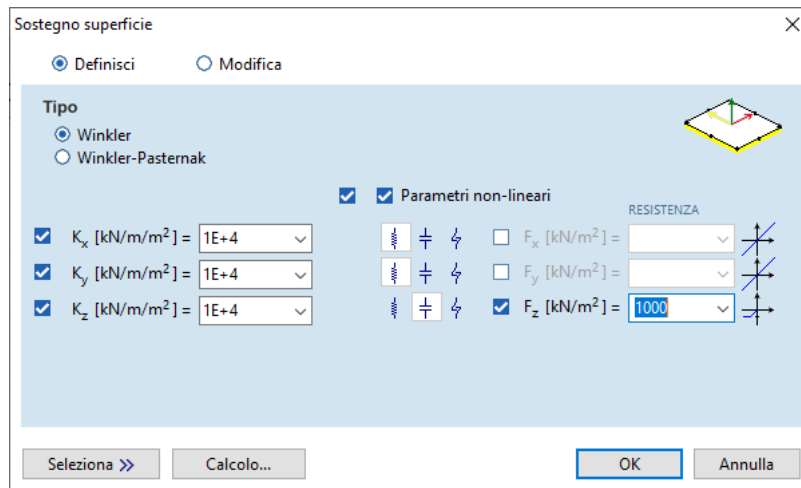 Sostegno superficie
Definisci Modifica
Tipo
Winkler
Winkler-Pasternak
Parametri non-lineari
RESISTENZA
Kx [kN/m/m²] = 1E+4 Fx [kN/m²] =
Ky [kN/m/m²] = 1E+4 Fy [kN/m²] =
Kz [kN/m/m²] = 1E+4 Fz [kN/m²] = 1000
Seleziona >> Calcolo... OK Annulla